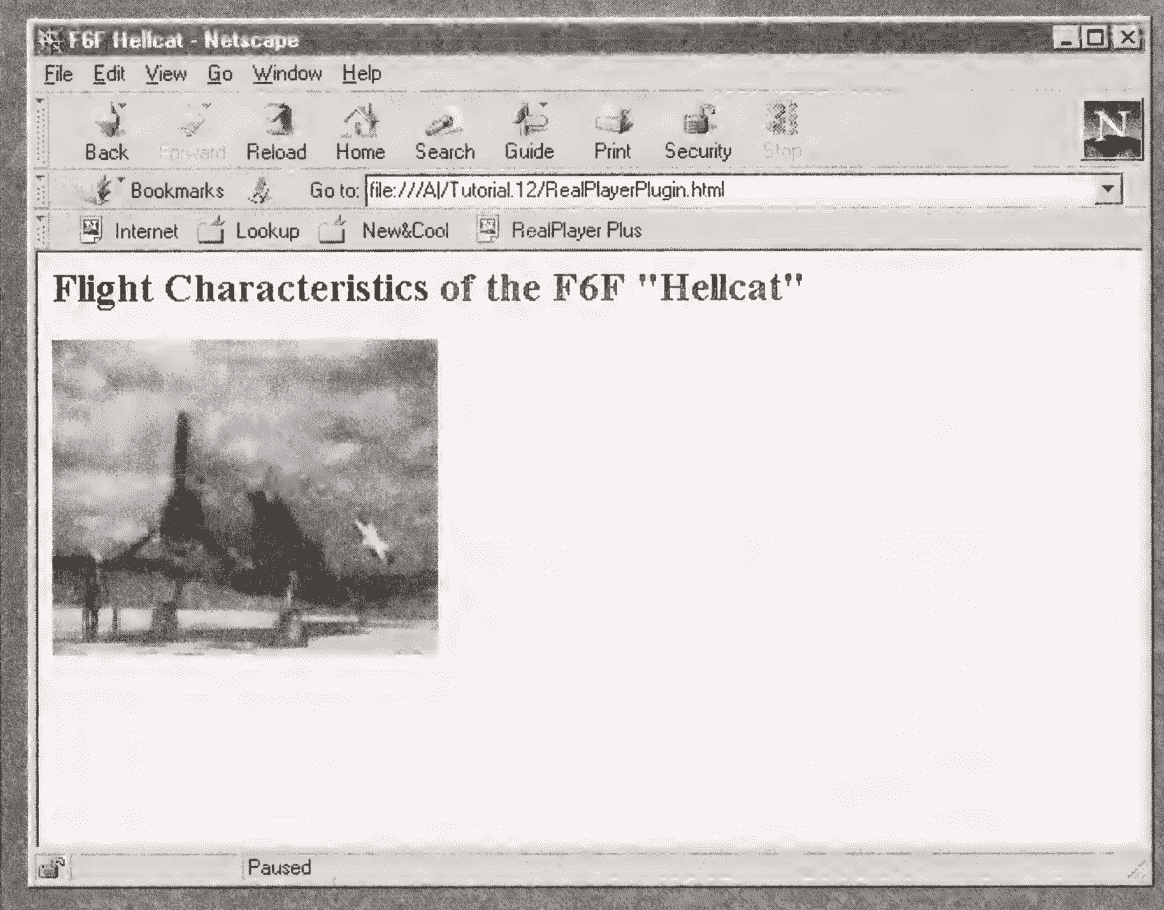 F6F Hellcat - Netscape
File Edit View Go Window Help
N
Back Forward Reload Home Search Guide Print Security Stop
Bookmarks Go to: file:///A|/Tutorial.12/RealPlayerPlugin.html
Internet Lookup New&Cool RealPlayer Plus
Flight Characteristics of the F6F "Hellcat"
Paused